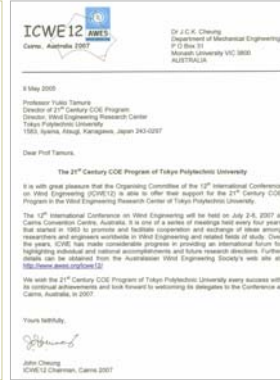 ICWE12 AWES
Cairns, Australia 2007
Dr J.C.K. Cheung
Department of Mechanical Engineering
P O Box 31
Monash University VIC 3800
AUSTRALIA
9 May 2005
Professor Yukio Tamura
Director of 21st Century COE Program
Director, Wind Engineering Research Center
Tokyo Polytechnic University
1583, Iiyama, Atsugi, Kanagawa, Japan 243-0297
Dear Prof Tamura,
The 21st Century COE Program of Tokyo Polytechnic University
It is with great pleasure that the Organising Committee of the 12th International Conference
on Wind Engineering (ICWE12) is able to offer their support for the 21st Century COE
Program in the Wind Engineering Research Center of Tokyo Polytechnic University.
The 12th International Conference on Wind Engineering will be held on July 2-6, 2007 at
Cairns Convention Centre, Australia. It is one of a series of meetings held every four years
that started in 1963 to promote and facilitate cooperation and exchange of ideas among
researchers and engineers worldwide in Wind Engineering and related fields of study. Over
the years, ICWE has made considerable progress in providing an international forum for
highlighting individual and national accomplishments and future research directions. Further
details can be obtained from the Australasian Wind Engineering Society's web site at
http://www.awes.org/icwe12/
We wish the 21st Century COE Program of Tokyo Polytechnic University every success with
its continual achievements and look forward to welcoming its delegates to the Conference at
Cairns, Australia, in 2007.
Yours faithfully,
John Cheung
ICWE12 Chairman, Cairns 2007